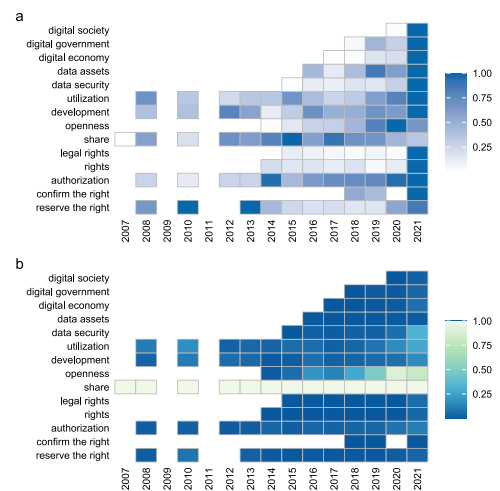 a
digital society
digital government
digital economy
data assets
data security
utilization
development
openness
share
legal rights
rights
authorization
confirm the right
reserve the right
2007 2008 2009 2010 2011 2012 2013 2014 2015 2016 2017 2018 2019 2020 2021
1.00
0.75
0.50
0.25
b
digital society
digital government
digital economy
data assets
data security
utilization
development
openness
share
legal rights
rights
authorization
confirm the right
reserve the right
2007 2008 2009 2010 2011 2012 2013 2014 2015 2016 2017 2018 2019 2020 2021
1.00
0.75
0.50
0.25